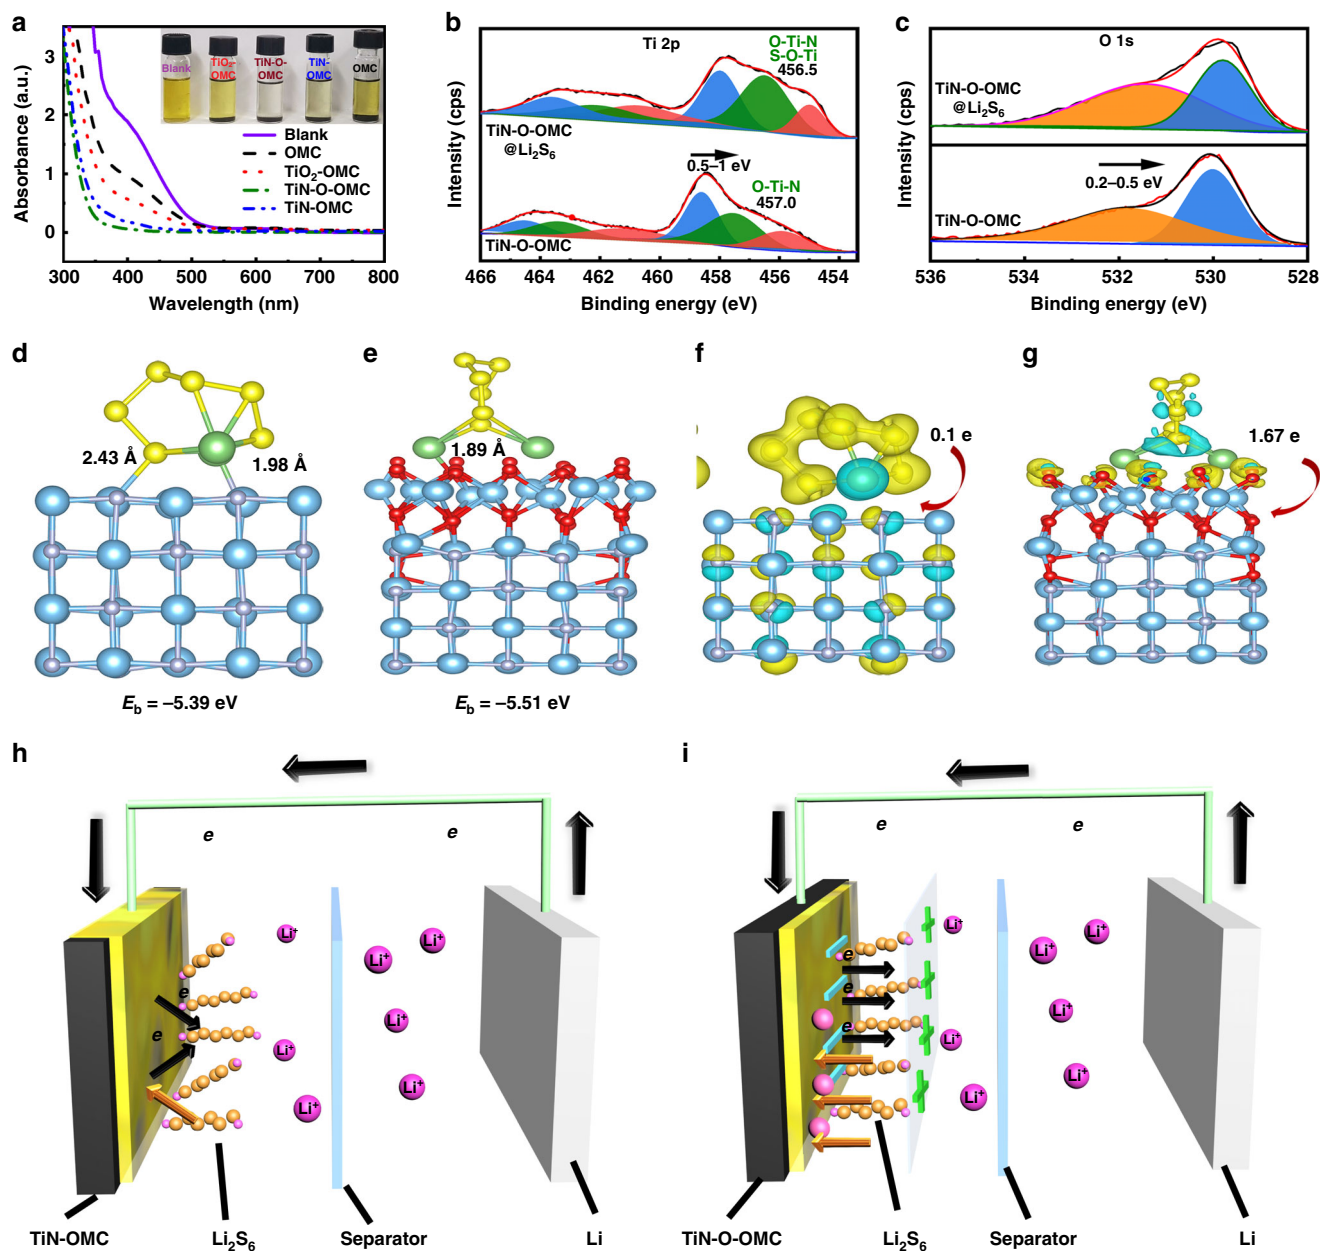 a
Absorbance (a.u.)
3
2
1
0
300 400 500 600 700 800
Wavelength (nm)
Blank
TiO2-OMC
TiN-O-OMC
TiN-OMC
OMC
Blank
OMC
TiO2-OMC
TiN-O-OMC
TiN-OMC
b
Intensity (cps)
Ti 2p
O-Ti-N
S-O-Ti
456.5
TiN-O-OMC
@Li2S6
0.5–1 eV
O-Ti-N
457.0
TiN-O-OMC
466 464 462 460 458 456 454
Binding energy (eV)
c
Intensity (cps)
O 1s
TiN-O-OMC
@Li2S6
0.2–0.5 eV
TiN-O-OMC
536 534 532 530 528
Binding energy (eV)
d
2.43 Å
1.98 Å
Eb = –5.39 eV
e
1.89 Å
Eb = –5.51 eV
f
0.1 e
g
1.67 e
h
e
e
e
e
Li+
Li+
Li+
Li+
Li+
Li+
Li+
TiN-OMC
Li2S6
Separator
Li
i
e
e
e
e
e
Li+
Li+
Li+
Li+
Li+
Li+
Li+
TiN-O-OMC
Li2S6
Separator
Li